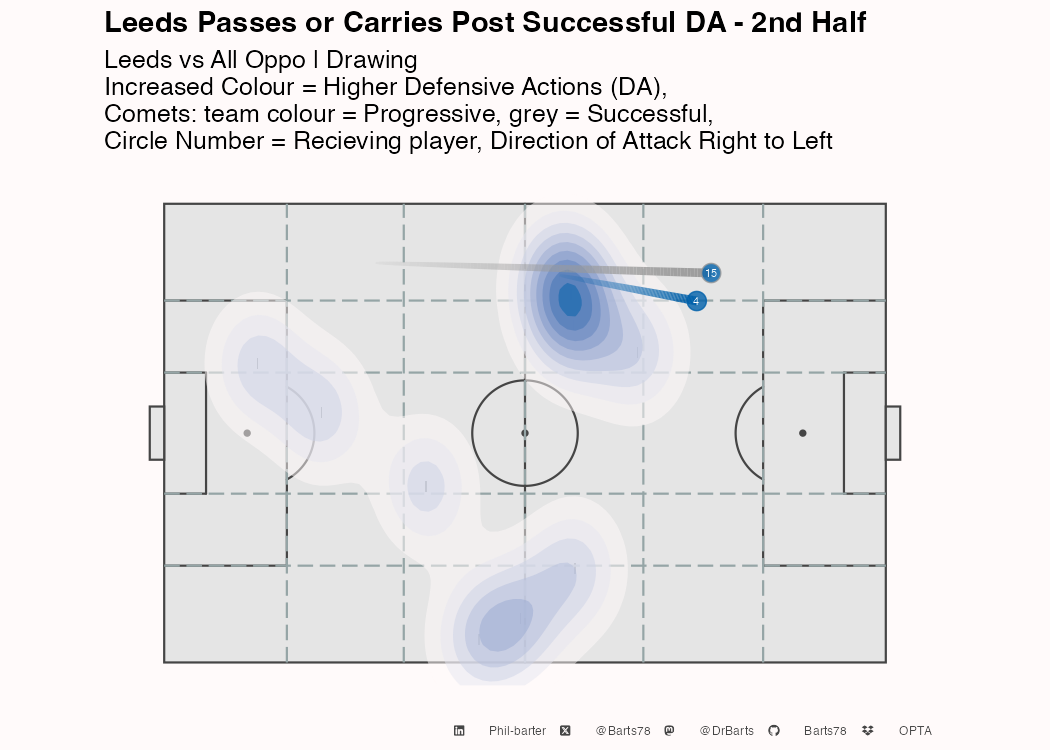 Leeds Passes or Carries Post Successful DA - 2nd Half
Leeds vs All Oppo | Drawing
Increased Colour = Higher Defensive Actions (DA),
Comets: team colour = Progressive, grey = Successful,
Circle Number = Recieving player, Direction of Attack Right to Left
15
4
Phil-barter @Barts78 @DrBarts Barts78 OPTA